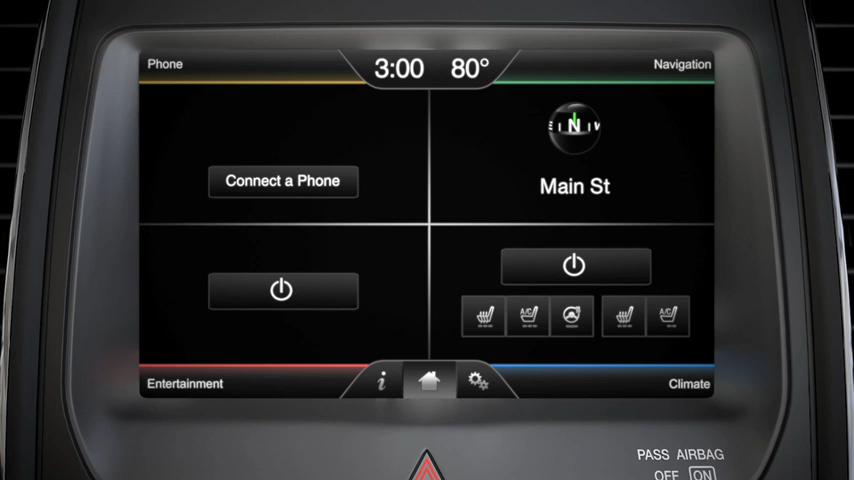 Phone
3:00 80°
Navigation
E N W
Connect a Phone
Main St
A/C
A/C
i
Entertainment
Climate
PASS AIRBAG
OFF ON